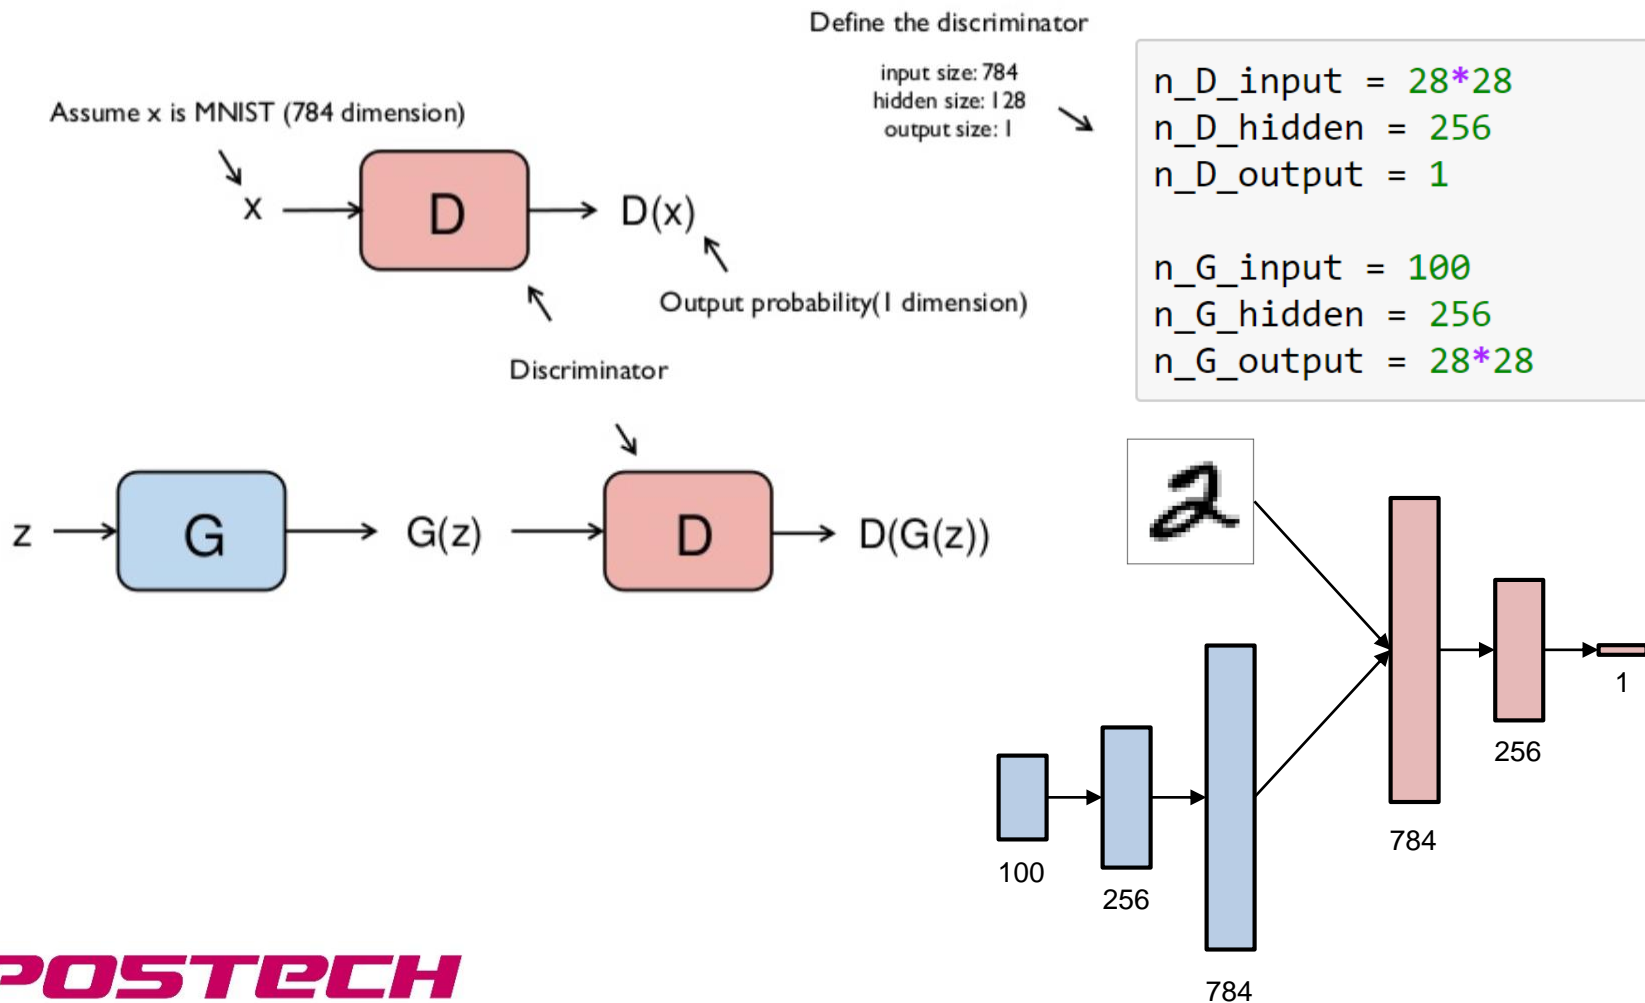 Define the discriminator
input size: 784
hidden size: 128
output size: 1
n_D_input = 28*28
n_D_hidden = 256
n_D_output = 1
n_G_input = 100
n_G_hidden = 256
n_G_output = 28*28
Assume x is MNIST (784 dimension)
x
D
D(x)
Output probability(1 dimension)
Discriminator
z
G
G(z)
D
D(G(z))
2
1
256
784
100
256
784
POSTECH